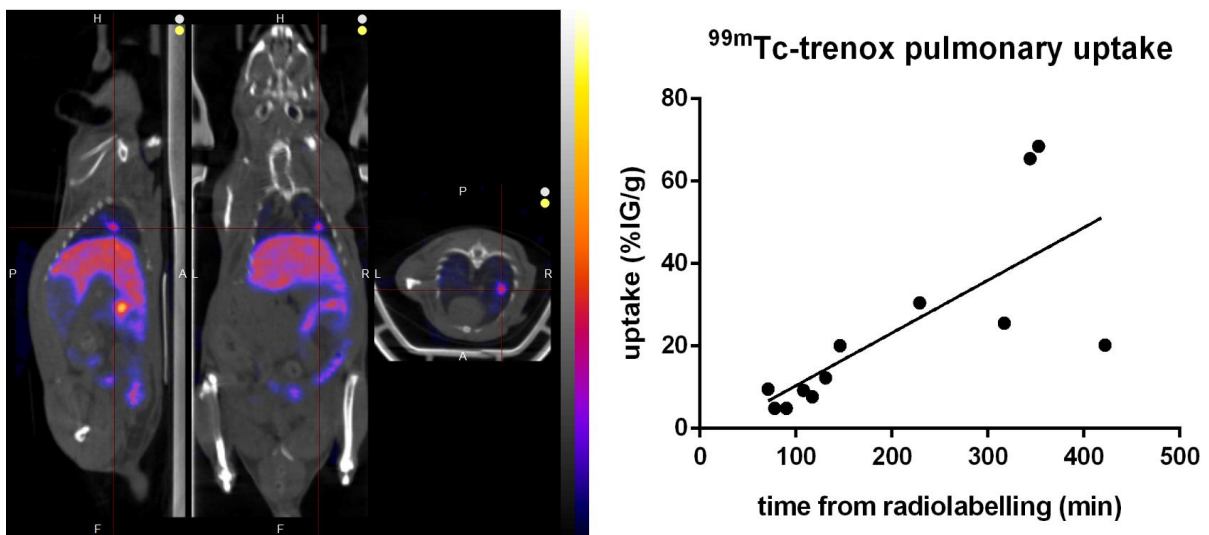 H
H
P
A
L
R
F
F
P
L
R
A
99mTc-trenox pulmonary uptake
uptake (%IG/g)
80
60
40
20
0
0 100 200 300 400 500
time from radiolabelling (min)